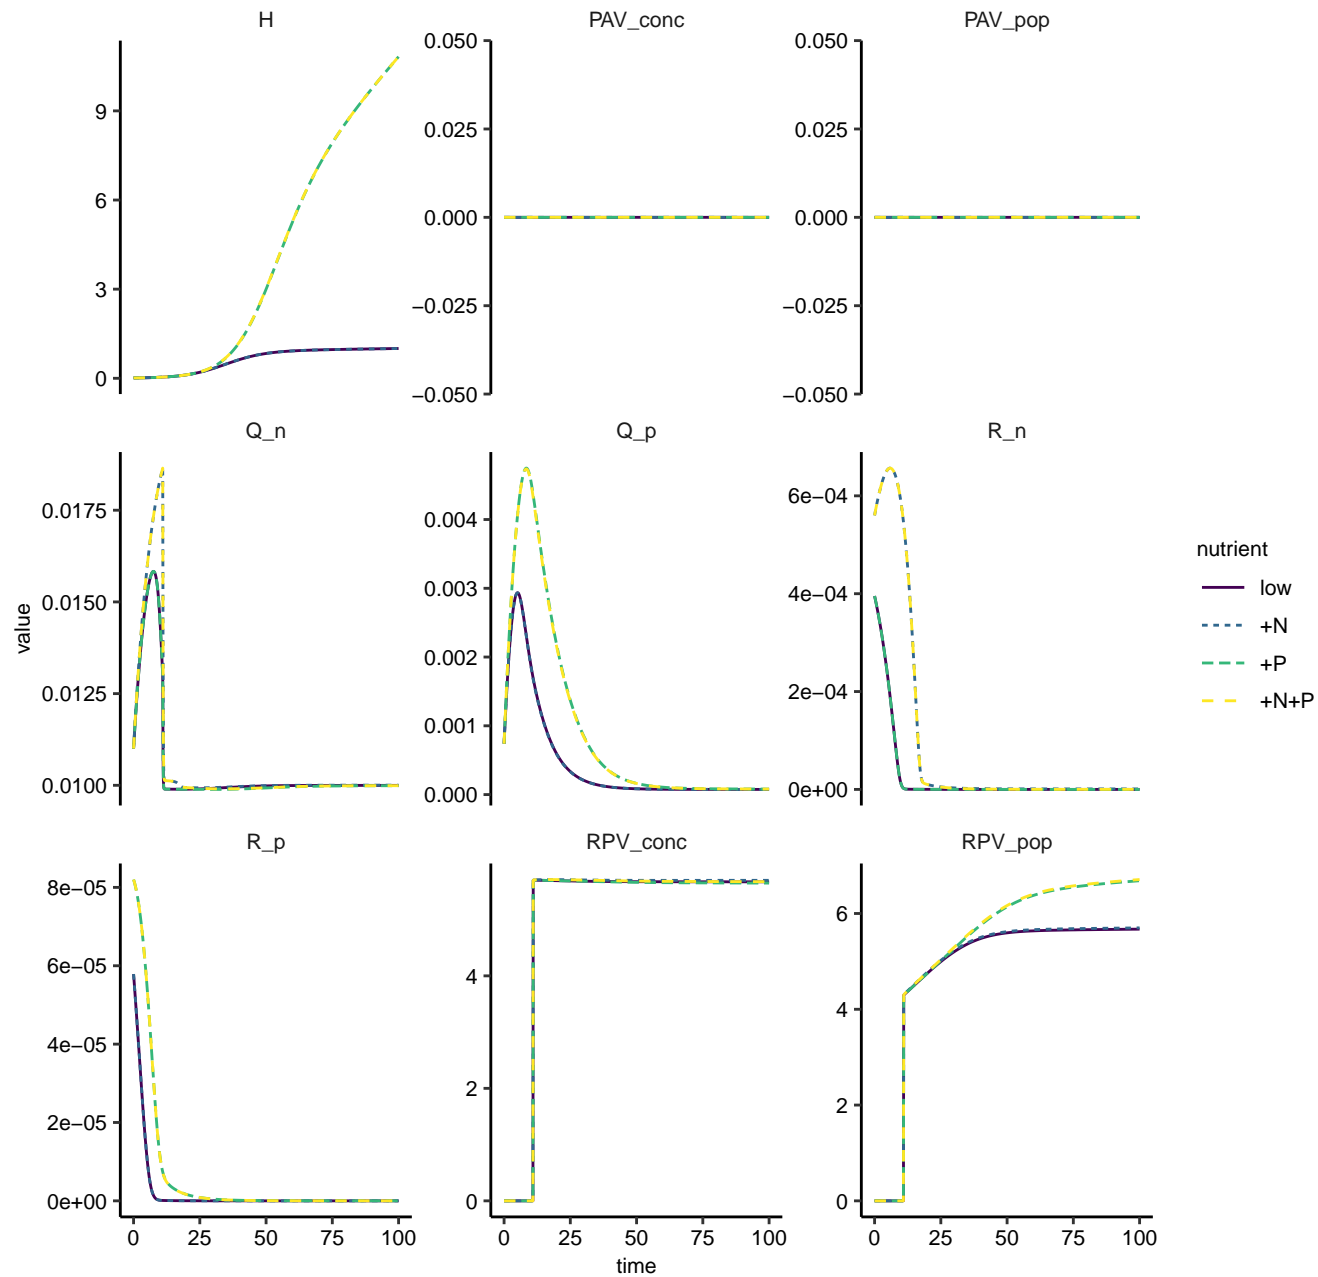 H
PAV_conc
PAV_pop
9
6
3
0
0.050
0.025
0.000
−0.025
−0.050
0.050
0.025
0.000
−0.025
−0.050
Q_n
Q_p
R_n
0.0175
0.0150
0.0125
0.0100
0.004
0.003
0.002
0.001
0.000
6e−04
4e−04
2e−04
0e+00
value
nutrient
low
+N
+P
+N+P
R_p
RPV_conc
RPV_pop
8e−05
6e−05
4e−05
2e−05
0e+00
4
2
0
6
4
2
0
0 25 50 75 100
0 25 50 75 100
0 25 50 75 100
time